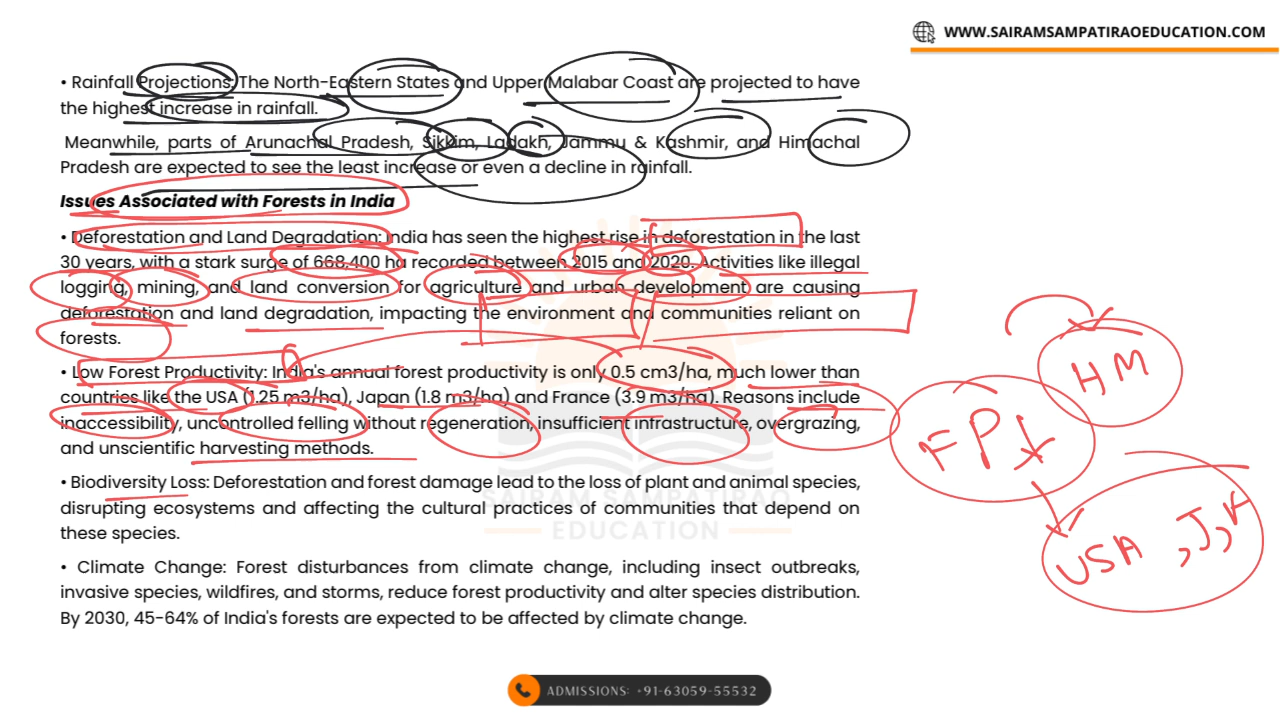 WWW.SAIRAMSAMPATIRAOEDUCATION.COM
• Rainfall Projections: The North-Eastern States and Upper Malabar Coast are projected to have
the highest increase in rainfall.
Meanwhile, parts of Arunachal Pradesh, Sikkim, Ladakh, Jammu & Kashmir, and Himachal
Pradesh are expected to see the least increase or even a decline in rainfall.
Issues Associated with Forests in India
• Deforestation and Land Degradation: India has seen the highest rise in deforestation in the last
30 years, with a stark surge of 668,400 ha recorded between 2015 and 2020. Activities like illegal
logging, mining, and land conversion for agriculture and urban development are causing
deforestation and land degradation, impacting the environment and communities reliant on
forests.
• Low Forest Productivity: India's annual forest productivity is only 0.5 cm3/ha, much lower than
countries like the USA (1.25 m3/ha), Japan (1.8 m3/ha) and France (3.9 m3/ha). Reasons include
inaccessibility, uncontrolled felling without regeneration, insufficient infrastructure, overgrazing,
and unscientific harvesting methods.
• Biodiversity Loss: Deforestation and forest damage lead to the loss of plant and animal species,
disrupting ecosystems and affecting the cultural practices of communities that depend on
these species.
• Climate Change: Forest disturbances from climate change, including insect outbreaks,
invasive species, wildfires, and storms, reduce forest productivity and alter species distribution.
By 2030, 45-64% of India's forests are expected to be affected by climate change.
HM
FP
USA, J,
SAIRAM SAMPATIRAO
EDUCATION
ADMISSIONS: +91-63059-55532